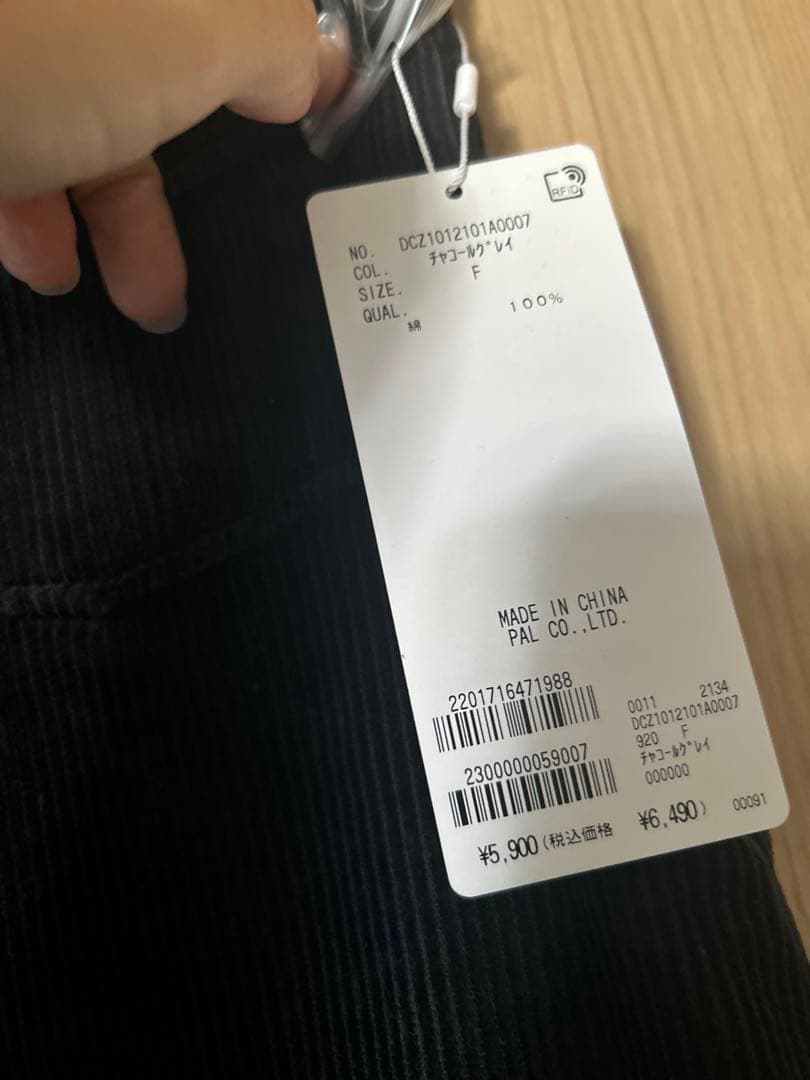 RFID
NO. DCZ1012101A0007
COL. チャコールグレイ
SIZE. F
QUAL.
綿 100%
MADE IN CHINA
PAL CO.,LTD.
2201716471988
0011 2134
DCZ1012101A0007
920 F
チャコールグレイ
000000
2300000059007
¥5,900(税込価格 ¥6,490) 00091